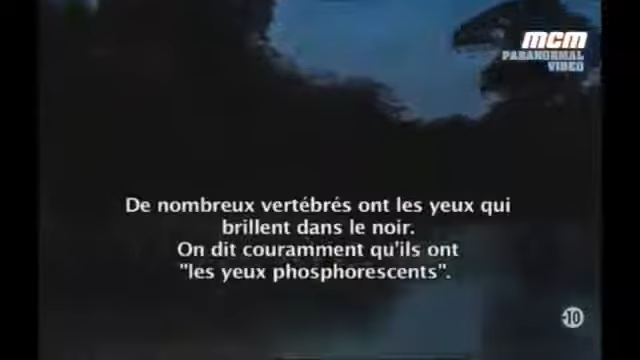 mcm
PARANORMAL
VIDEO
De nombreux vertébrés ont les yeux qui
brillent dans le noir.
On dit couramment qu'ils ont
"les yeux phosphorescents".
-10